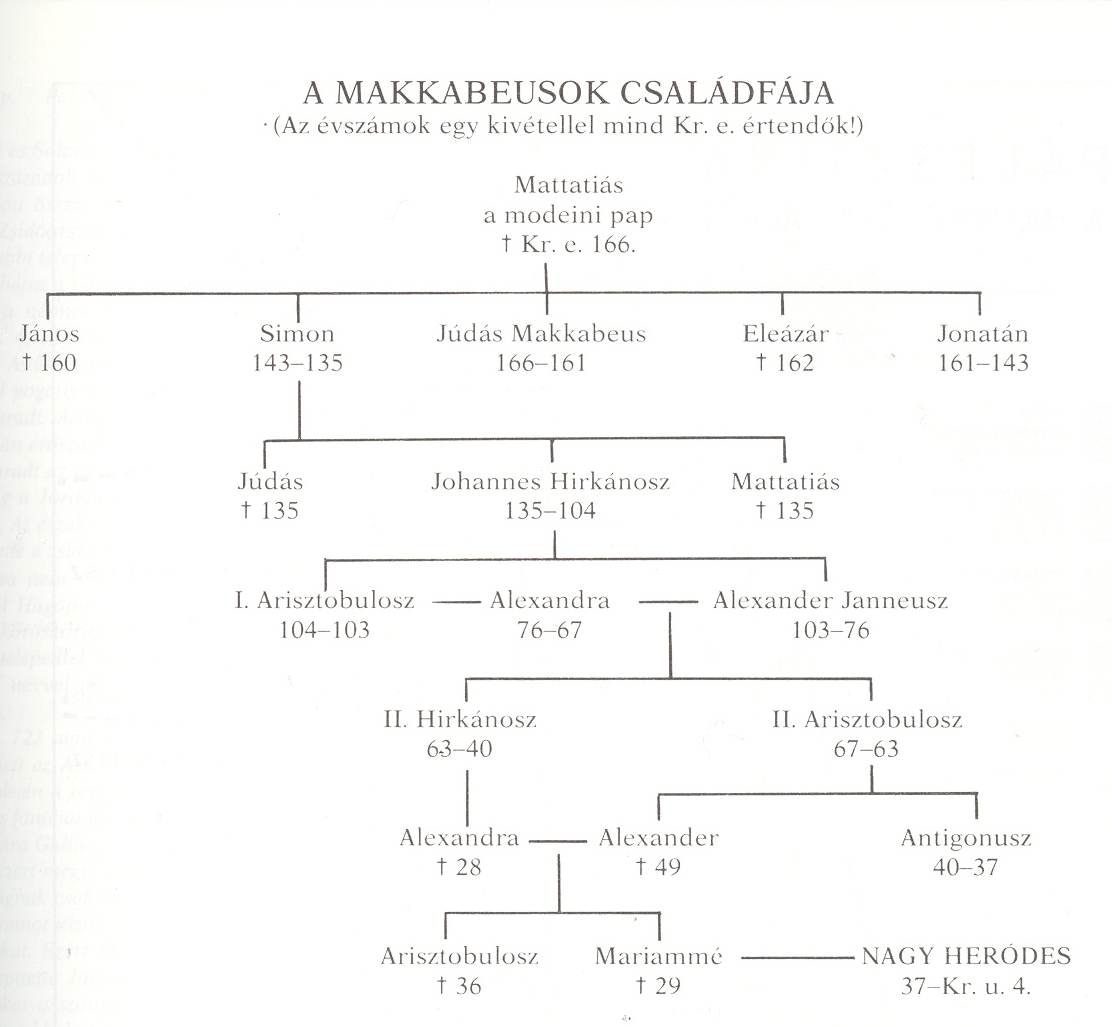 A MAKKABEUSOK CSALÁDFÁJA
(Az évszámok egy kivétellel mind Kr. e. értendők!)
Mattatiás
a modeini pap
† Kr. e. 166.
János Simon Júdás Makkabeus Eleázár Jonatán
† 160 143–135 166–161 † 162 161–143
Júdás Johannes Hirkánosz Mattatiás
† 135 135–104 † 135
I. Arisztobulosz Alexandra Alexander Janneusz
104–103 76–67 103–76
II. Hirkánosz II. Arisztobulosz
63–40 67–63
Alexandra Alexander Antigonusz
† 28 † 49 40–37
Arisztobulosz Mariammé NAGY HERÓDES
† 36 † 29 37–Kr. u. 4.